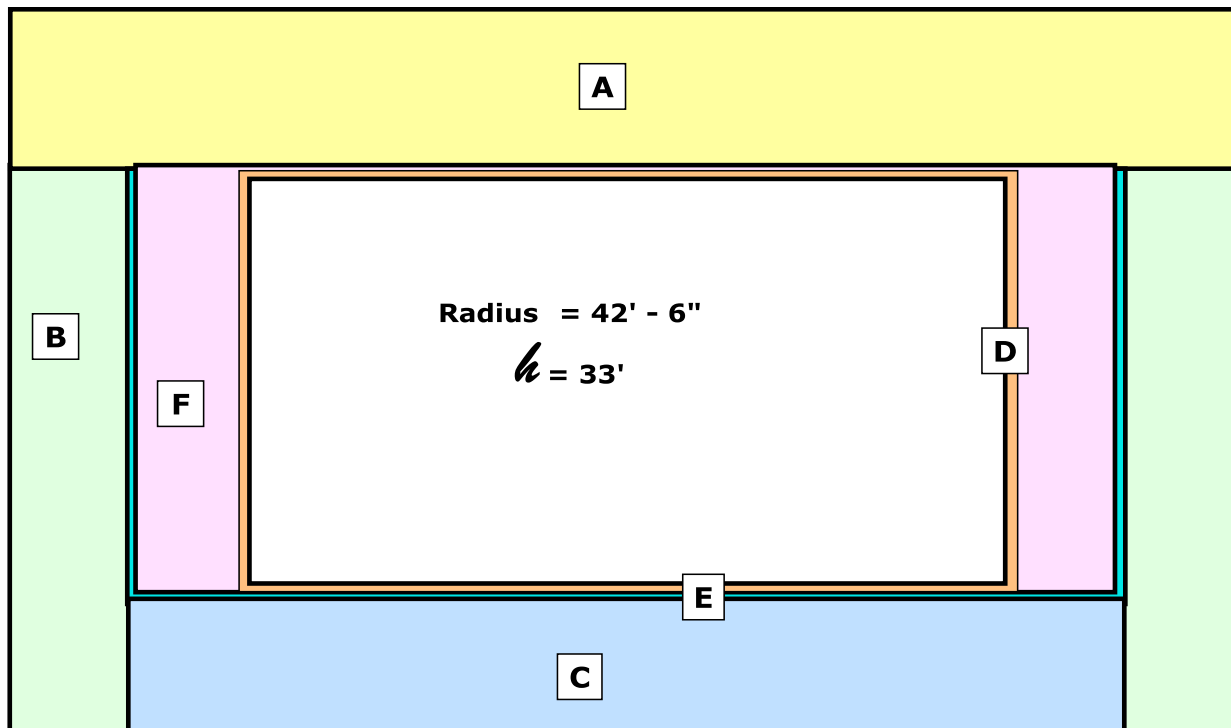 A
Radius = 42' - 6"
B
h = 33'
D
F
E
C